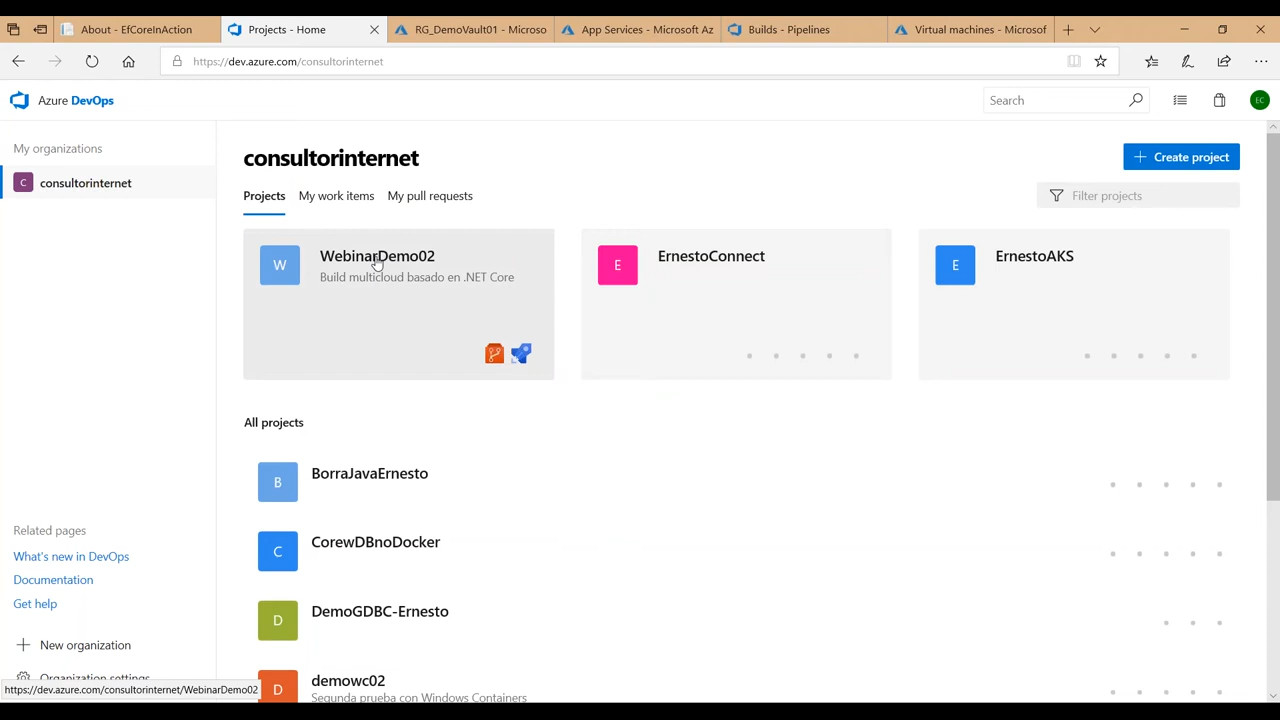 About - EfCoreInAction
Projects - Home
RG_DemoVault01 - Microso
App Services - Microsoft Az
Builds - Pipelines
Virtual machines - Microsof
https://dev.azure.com/consultorinternet
Azure DevOps
Search
EC
My organizations
C consultorinternet
consultorinternet
Create project
Projects
My work items
My pull requests
Filter projects
W
WebinarDemo02
Build multicloud basado en .NET Core
E
ErnestoConnect
E
ErnestoAKS
All projects
B
BorraJavaErnesto
C
CorewDBnoDocker
D
DemoGDBC-Ernesto
D
demowc02
Segunda prueba con Windows Containers
Related pages
What's new in DevOps
Documentation
Get help
New organization
Organization settings
https://dev.azure.com/consultorinternet/WebinarDemo02